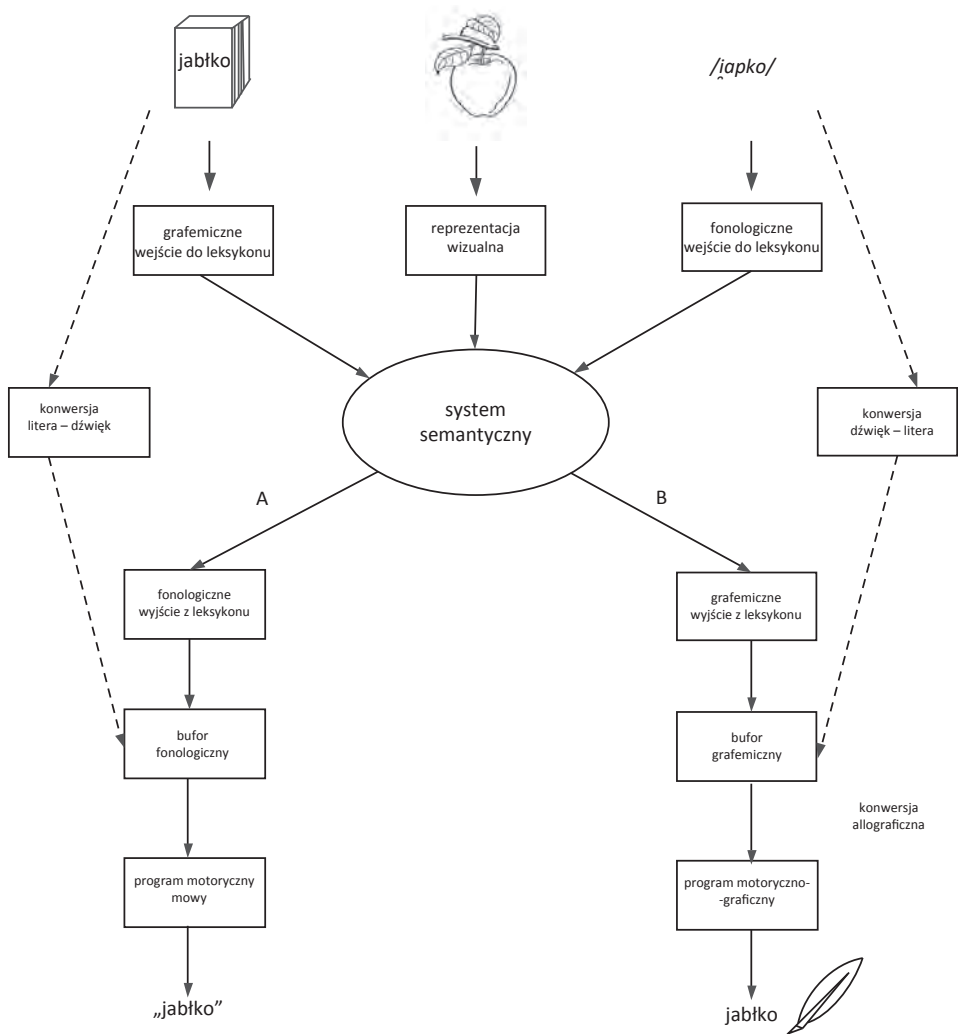 jabłko
/i̯apko/
grafemiczne
wejście do leksykonu
reprezentacja
wizualna
fonologiczne
wejście do leksykonu
system
semantyczny
konwersja
litera – dźwięk
konwersja
dźwięk – litera
A
B
fonologiczne
wyjście z leksykonu
grafemiczne
wyjście z leksykonu
bufor
fonologiczny
bufor
grafemiczny
konwersja
allograficzna
program motoryczny
mowy
program motoryczno-
-graficzny
„jabłko”
jabłko